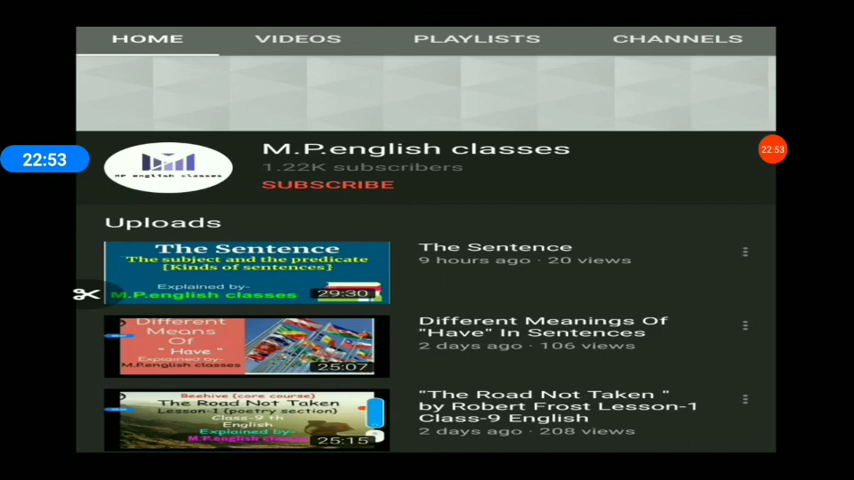 HOME VIDEOS PLAYLISTS CHANNELS
M.P.english classes
1.22K subscribers
SUBSCRIBE
MP english classes
22:53
22:53
Uploads
The Sentence
The subject and the predicate
[Kinds of sentences]
Explained by-
M.P.english classes
29:30
The Sentence
9 hours ago · 20 views
Different
Means
Of
" Have "
Explained by-
M.P.english classes
25:07
Different Meanings Of
"Have" In Sentences
2 days ago · 106 views
Beehive (core course)
The Road Not Taken
Lesson-1 (poetry section)
Class-9 th
English
Explained by-
M.P.english classes
25:15
"The Road Not Taken "
by Robert Frost Lesson-1
Class-9 English
2 days ago · 208 views